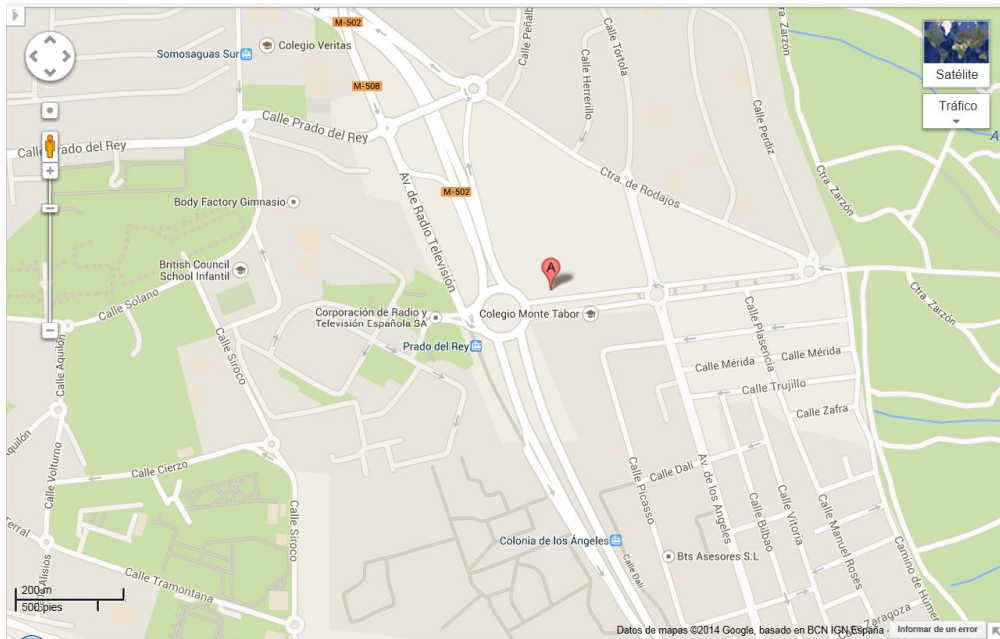 M-502
Calle Peñalba
Colegio Veritas
Somosaguas Sur
M-508
Calle Herrerillo
Calle Tórtola
Calle Perdiz
Ctra. Zarzón
Satélite
Tráfico
A
Calle Prado del Rey
Calle Prado del Rey
Ctra. Zarzón
Ctra. de Rodajos
M-502
Av. de Radio Televisión
Body Factory Gimnasio
British Council
School Infantil
A
Calle Solano
Corporación de Radio y
Televisión Española SA
Colegio Monte Tabor
Ctra. Zarzón
Prado del Rey
Calle Plasencia
Calle Aquilón
Calle Siroco
Calle Mérida
Calle Mérida
Calle Trujillo
Calle Zafra
Aquilón
Calle Volturno
Calle Cierzo
Calle Dalí
Calle Picasso
Av. de los Ángeles
Calle Bilbao
Calle Vitoria
Calle Manuel Roses
Camino de Húmer
Calle Siroco
Terral
Colonia de los Ángeles
Bts Asesores S.L
Calle Dalí
Alisios
Calle Tramontana
Zaragoza
200 m
500 pies
Datos de mapas ©2014 Google, basado en BCN IGN España -
Informar de un error